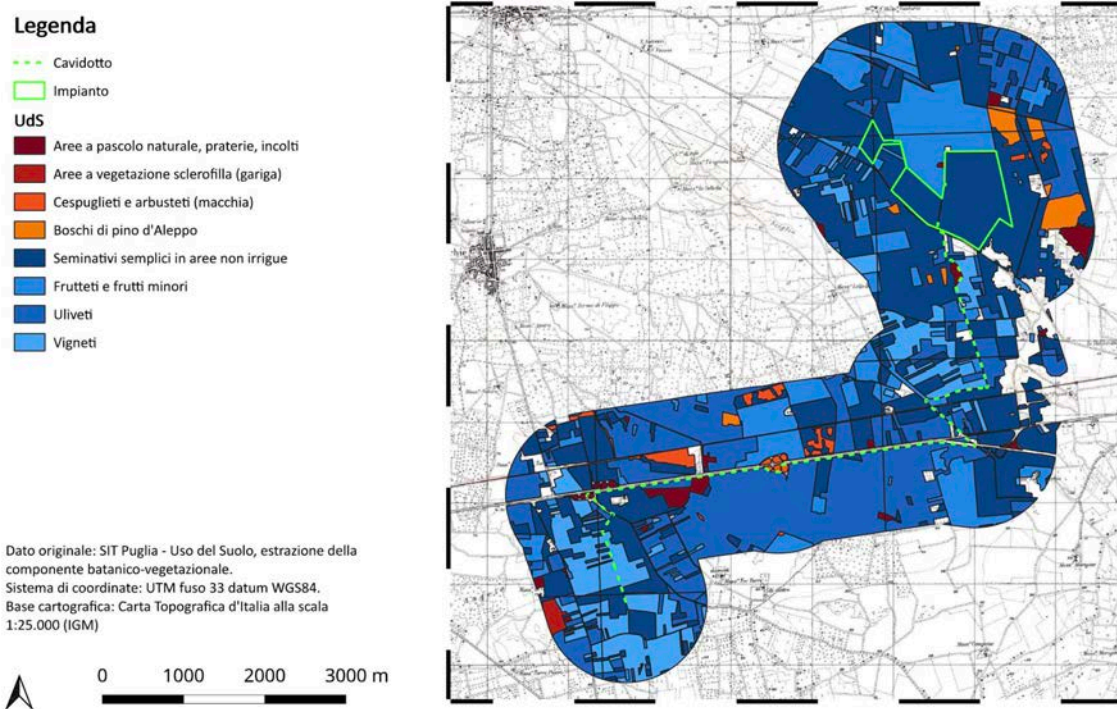 Legenda
Cavidotto
Impianto
UdS
Aree a pascolo naturale, praterie, incolti
Aree a vegetazione sclerofilla (gariga)
Cespuglieti e arbusteti (macchia)
Boschi di pino d'Aleppo
Seminativi semplici in aree non irrigue
Frutteti e frutti minori
Uliveti
Vigneti
Dato originale: SIT Puglia - Uso del Suolo, estrazione della
componente batanico-vegetazionale.
Sistema di coordinate: UTM fuso 33 datum WGS84.
Base cartografica: Carta Topografica d'Italia alla scala
1:25.000 (IGM)
0 1000 2000 3000 m